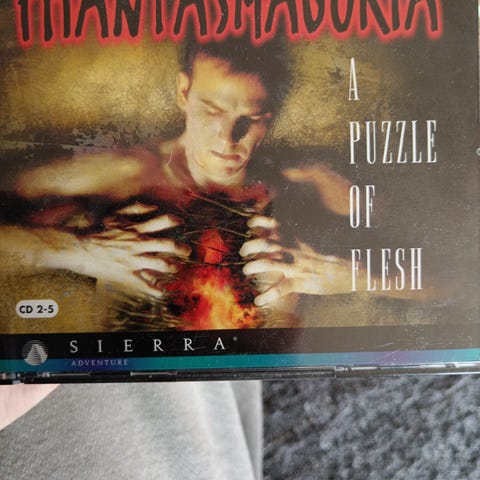 PHANTASMAGORIA
A
PUZZLE
OF
FLESH
CD 2-5
SIERRA®
ADVENTURE